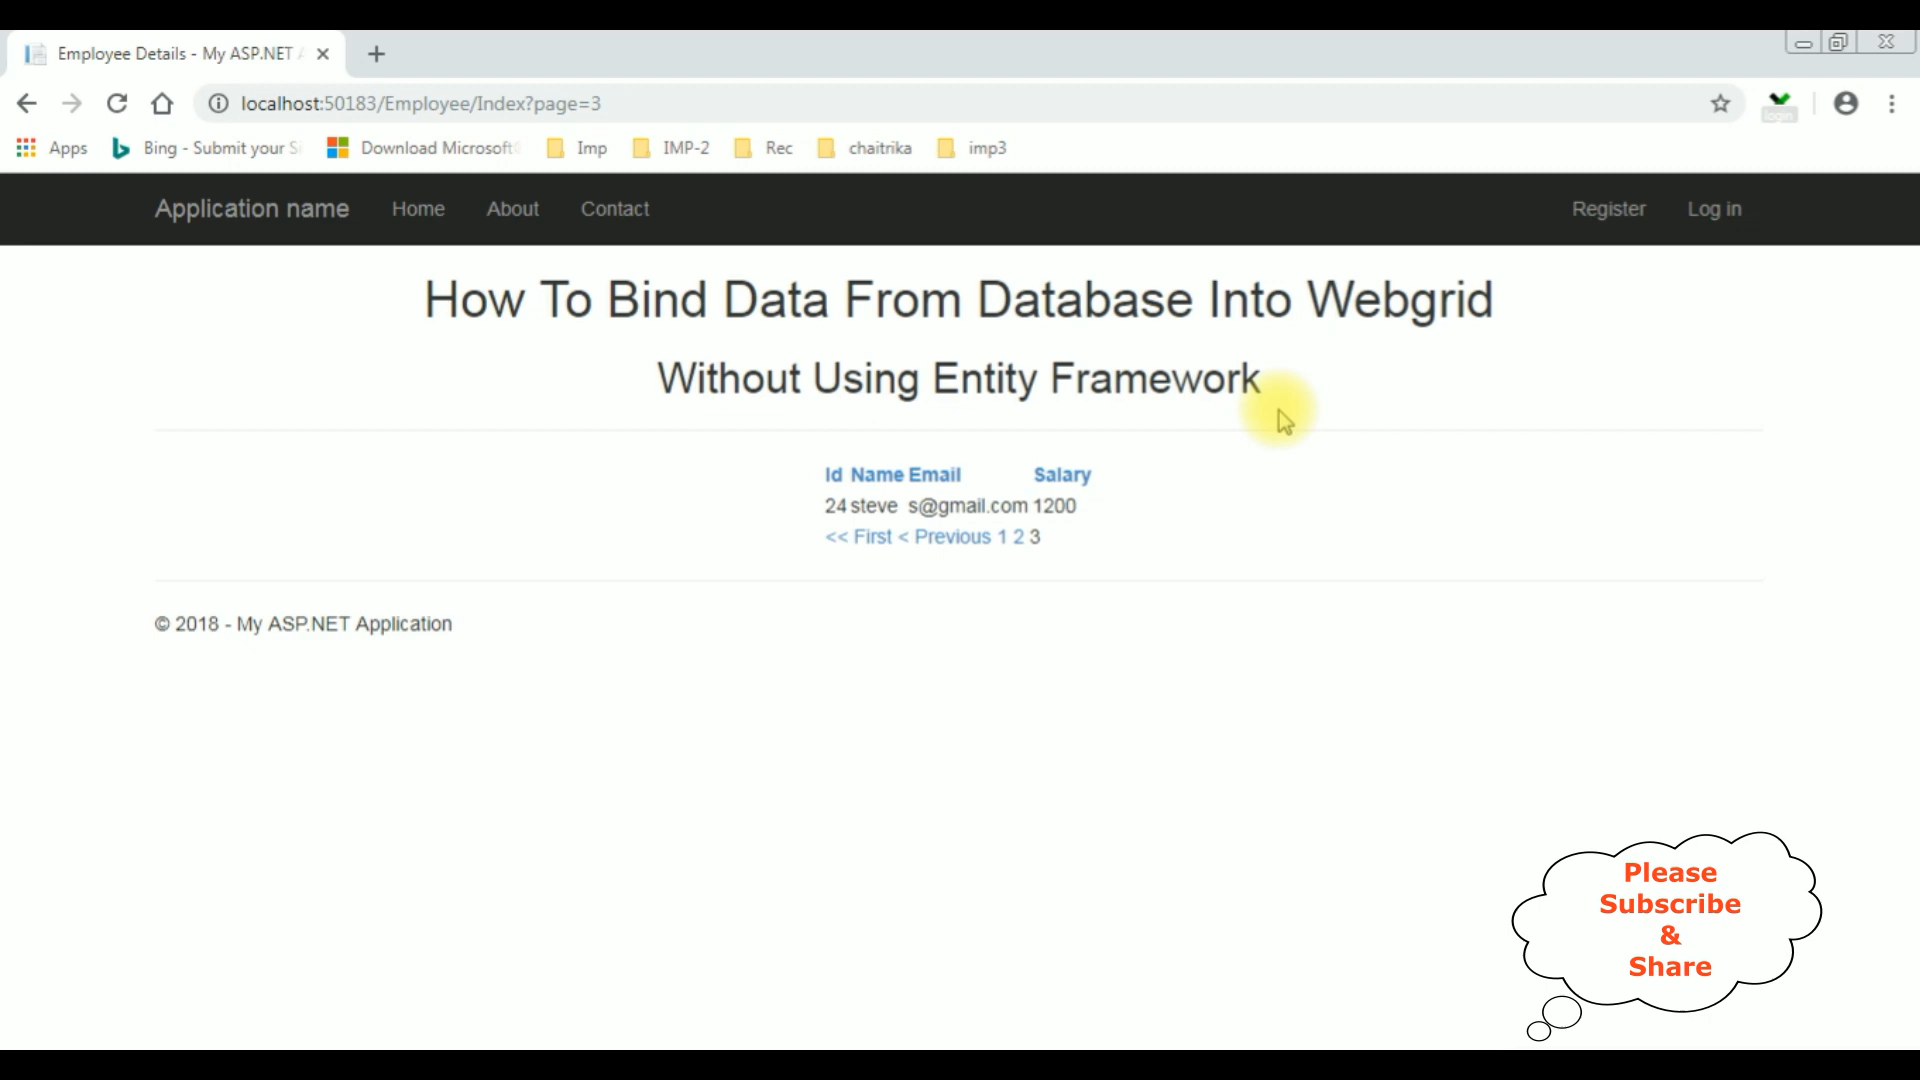 Employee Details - My ASP.NET
localhost:50183/Employee/Index?page=3
login
Apps Bing - Submit your Si Download Microsoft Imp IMP-2 Rec chaitrika imp3
Application name Home About Contact Register Log in
How To Bind Data From Database Into Webgrid
Without Using Entity Framework
Id Name Email Salary
24 steve s@gmail.com 1200
<< First < Previous 1 2 3
© 2018 - My ASP.NET Application
Please
Subscribe
&
Share